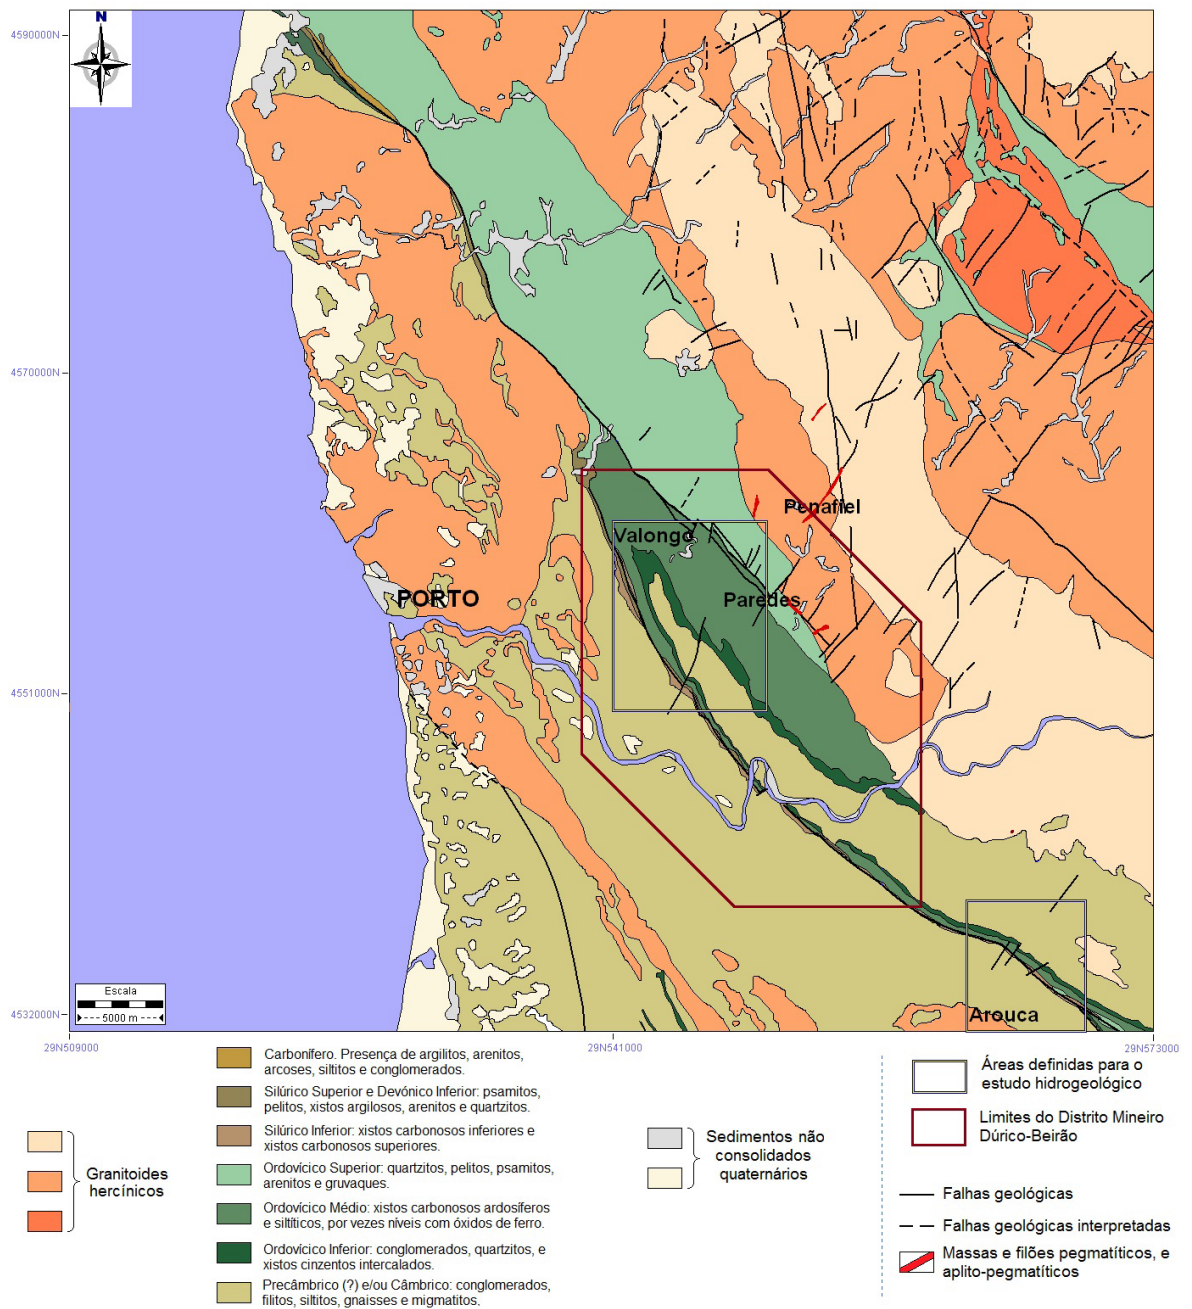 N
4590000N
4570000N
4551000N
4532000N
Penafiel
Valongo
Paredes
PORTO
Arouca
Escala
5000 m
29N509000
29N541000
29N573000
Granitoides
hercínicos
Carbonífero. Presença de argilitos, arenitos,
arcoses, siltitos e conglomerados.
Silúrico Superior e Devónico Inferior: psamitos,
pelitos, xistos argilosos, arenitos e quartzitos.
Silúrico Inferior: xistos carbonosos inferiores e
xistos carbonosos superiores.
Ordovícico Superior: quartzitos, pelitos, psamitos,
arenitos e gruvaques.
Ordovícico Médio: xistos carbonosos ardosíferos
e siltíticos, por vezes níveis com óxidos de ferro.
Ordovícico Inferior: conglomerados, quartzitos, e
xistos cinzentos intercalados.
Precâmbrico (?) e/ou Câmbrico: conglomerados,
filitos, siltitos, gnaisses e migmatitos.
Sedimentos não
consolidados
quaternários
Áreas definidas para o
estudo hidrogeológico
Limites do Distrito Mineiro
Dúrico-Beirão
Falhas geológicas
Falhas geológicas interpretadas
Massas e filões pegmatíticos, e
aplito-pegmatíticos